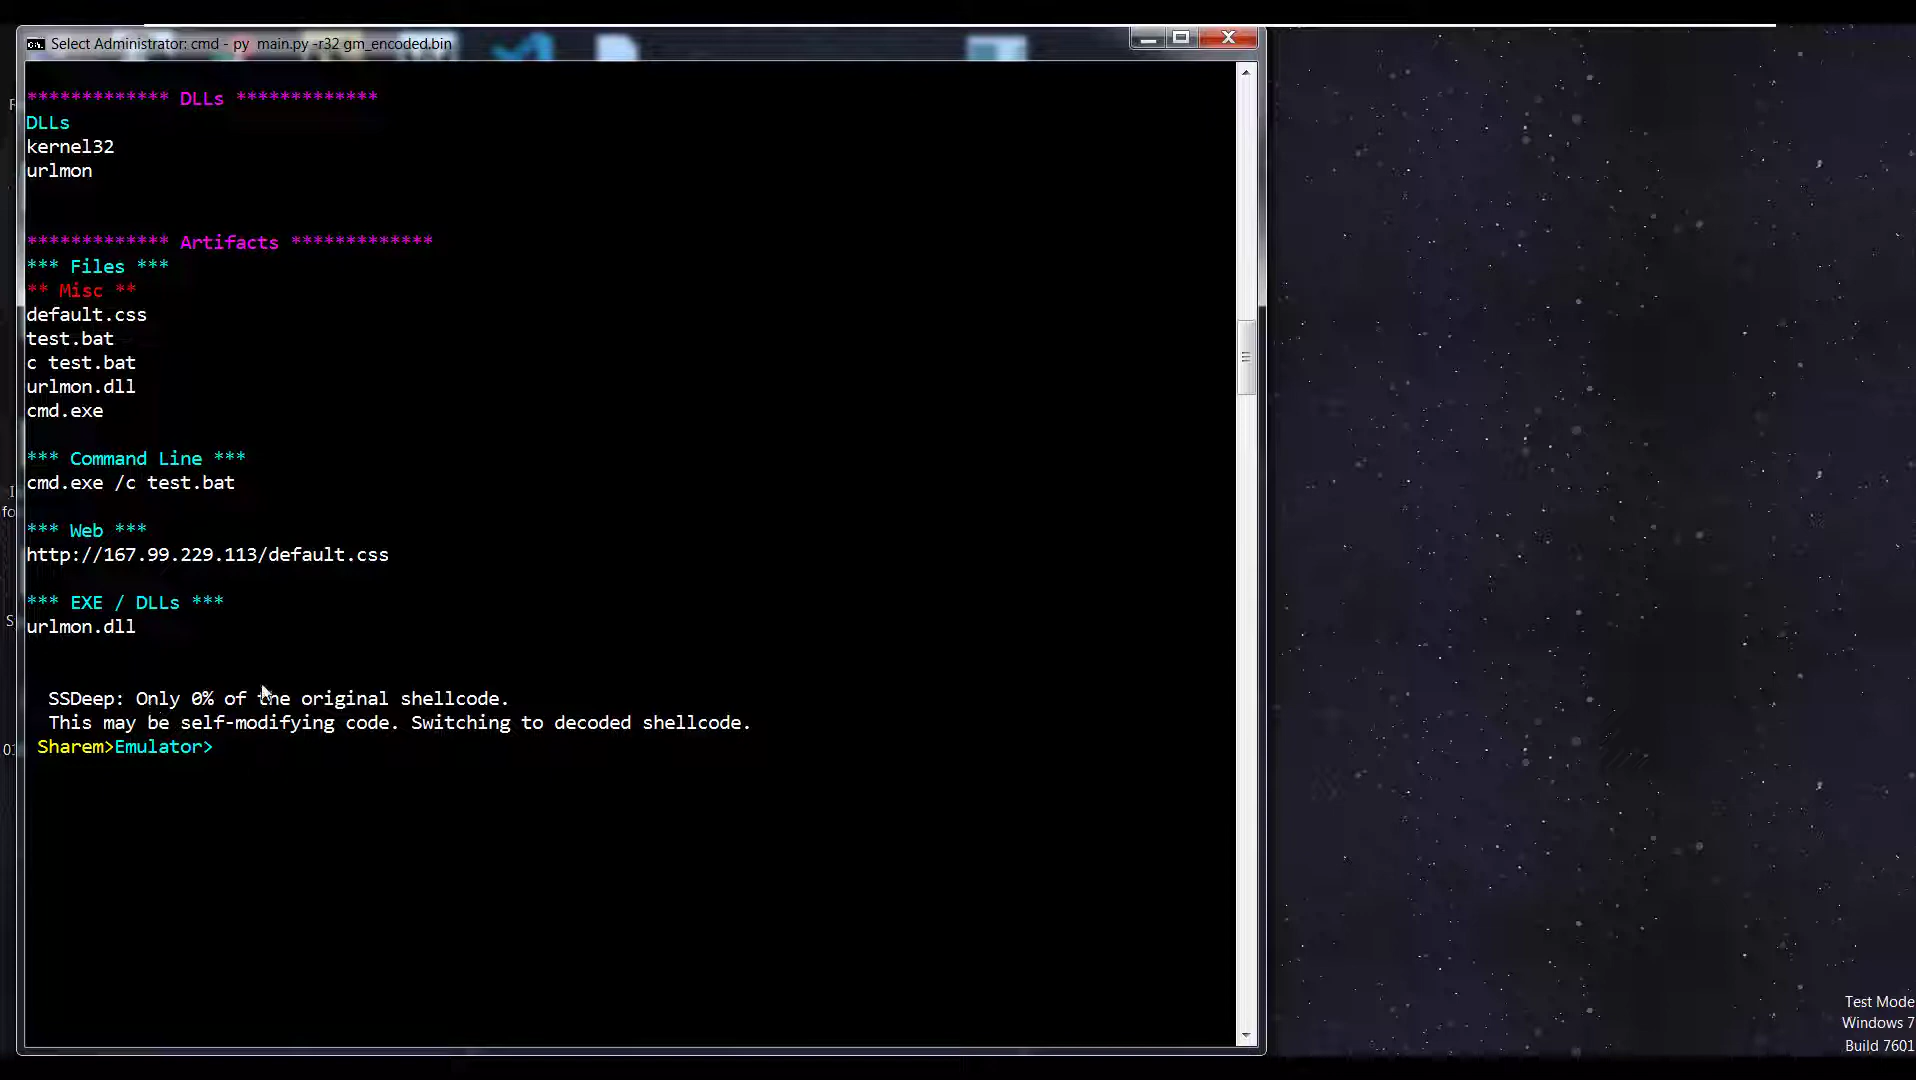 Select Administrator: cmd - py  main.py -r32 gm_encoded.bin
************* DLLs *************
DLLs
kernel32
urlmon
************* Artifacts *************
*** Files ***
** Misc **
default.css
test.bat
c test.bat
urlmon.dll
cmd.exe
*** Command Line ***
cmd.exe /c test.bat
*** Web ***
http://167.99.229.113/default.css
*** EXE / DLLs ***
urlmon.dll
SSDeep: Only 0% of the original shellcode.
This may be self-modifying code. Switching to decoded shellcode.
Sharem>Emulator>
Test Mode
Windows 7
Build 7601